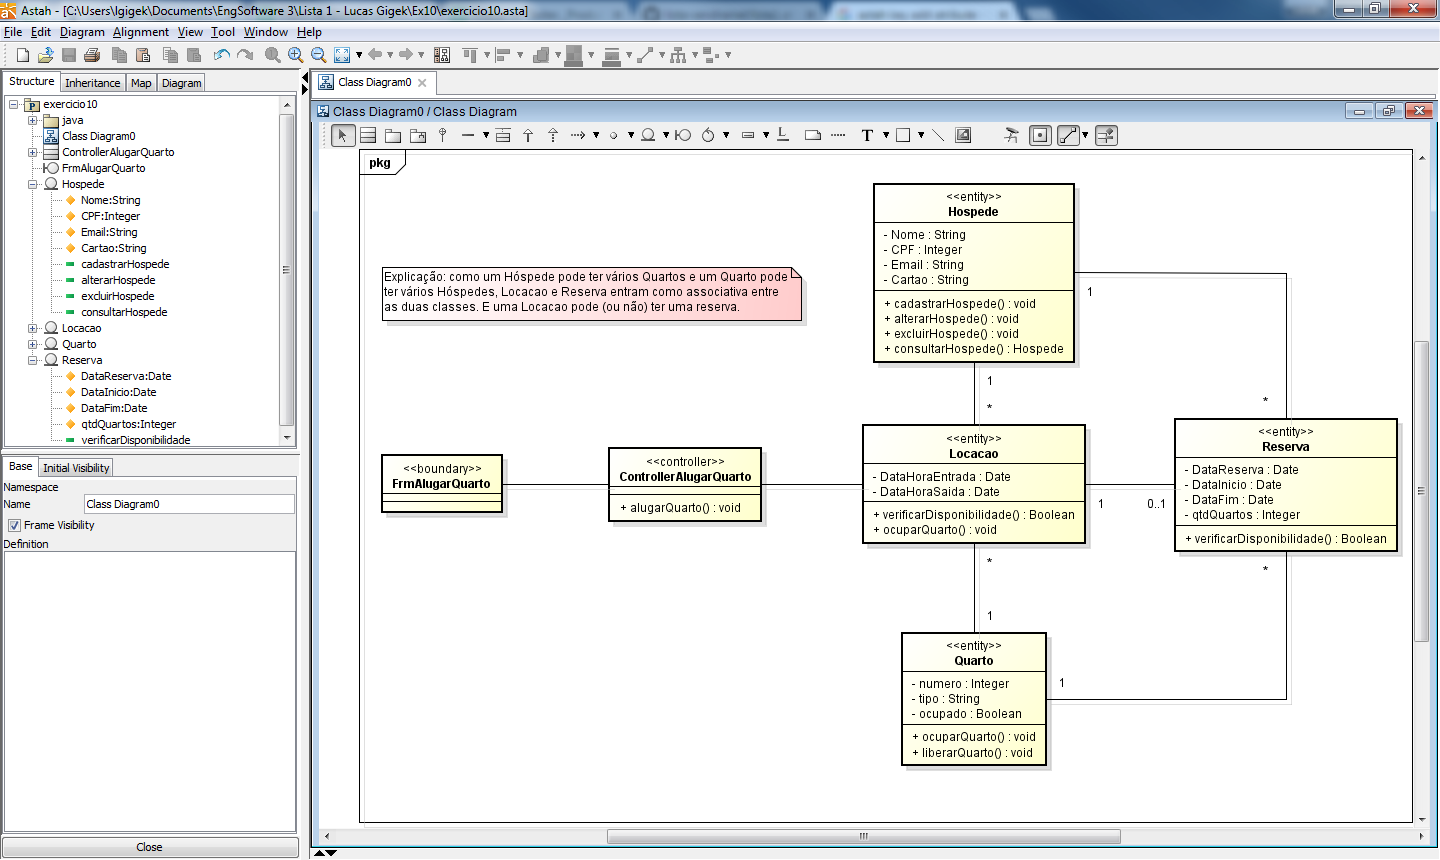 Astah - [C:\Users\lgigek\Documents\EngSoftware 3\Lista 1 - Lucas Gigek\Ex10\exercicio10.asta]
File Edit Diagram Alignment View Tool Window Help
Structure Inheritance Map Diagram
exercicio10
java
Class Diagram0
ControllerAlugarQuarto
FrmAlugarQuarto
Hospede
Nome:String
CPF:Integer
Email:String
Cartao:String
cadastrarHospede
alterarHospede
excluirHospede
consultarHospede
Locacao
Quarto
Reserva
DataReserva:Date
DataInicio:Date
DataFim:Date
qtdQuartos:Integer
verificarDisponibilidade
Base Initial Visibility
Namespace
Name Class Diagram0
Frame Visibility
Definition
Close
Class Diagram0
Class Diagram0 / Class Diagram
T
pkg
Explicação: como um Hóspede pode ter vários Quartos e um Quarto pode
ter vários Hóspedes, Locacao e Reserva entram como associativa entre
as duas classes. E uma Locacao pode (ou não) ter uma reserva.
<<entity>>
Hospede
- Nome : String
- CPF : Integer
- Email : String
- Cartao : String
+ cadastrarHospede() : void
+ alterarHospede() : void
+ excluirHospede() : void
+ consultarHospede() : Hospede
1
*
1
*
<<boundary>>
FrmAlugarQuarto
<<controller>>
ControllerAlugarQuarto
+ alugarQuarto() : void
<<entity>>
Locacao
- DataHoraEntrada : Date
- DataHoraSaida : Date
+ verificarDisponibilidade() : Boolean
+ ocuparQuarto() : void
1
0..1
<<entity>>
Reserva
- DataReserva : Date
- DataInicio : Date
- DataFim : Date
- qtdQuartos : Integer
+ verificarDisponibilidade() : Boolean
*
1
*
1
<<entity>>
Quarto
- numero : Integer
- tipo : String
- ocupado : Boolean
+ ocuparQuarto() : void
+ liberarQuarto() : void